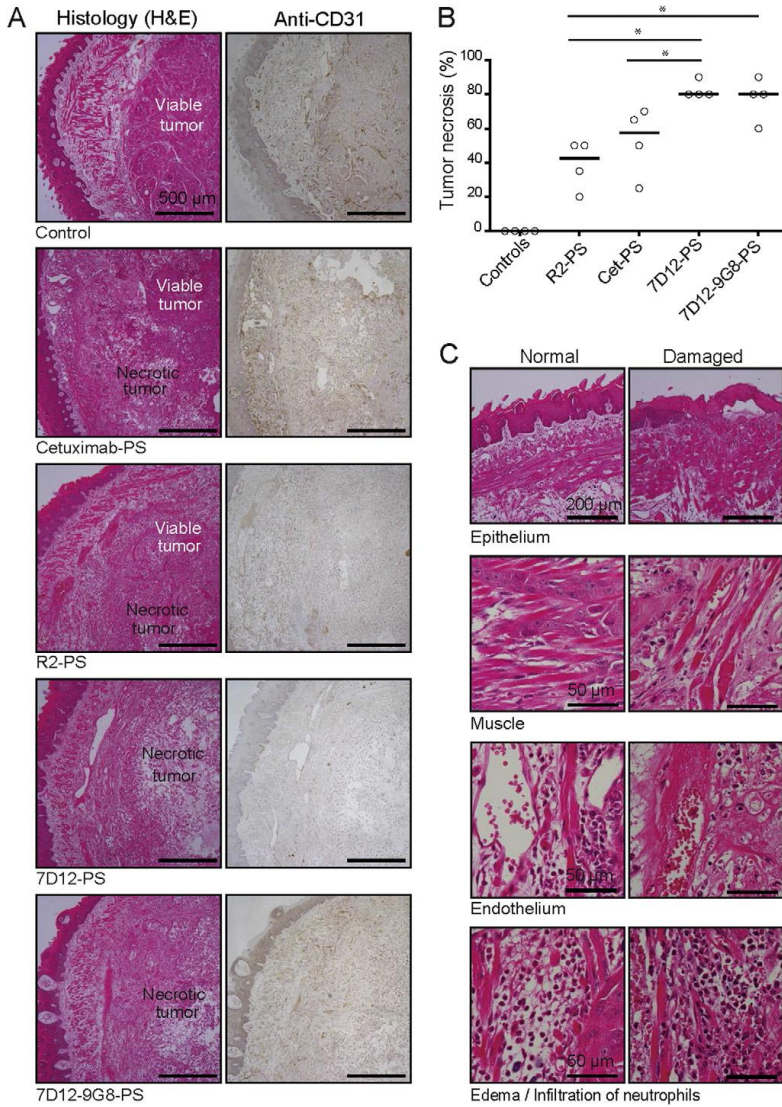 A
Histology (H&E)
Anti-CD31
Viable
tumor
500 µm
Control
Viable
tumor
Necrotic
tumor
Cetuximab-PS
Viable
tumor
Necrotic
tumor
R2-PS
Necrotic
tumor
7D12-PS
Necrotic
tumor
7D12-9G8-PS
B
*
*
*
Tumor necrosis (%)
100
80
60
40
20
0
Controls
R2-PS
Cet-PS
7D12-PS
7D12-9G8-PS
C
Normal
Damaged
200 µm
Epithelium
50 µm
Muscle
50 µm
Endothelium
50 µm
Edema / Infiltration of neutrophils